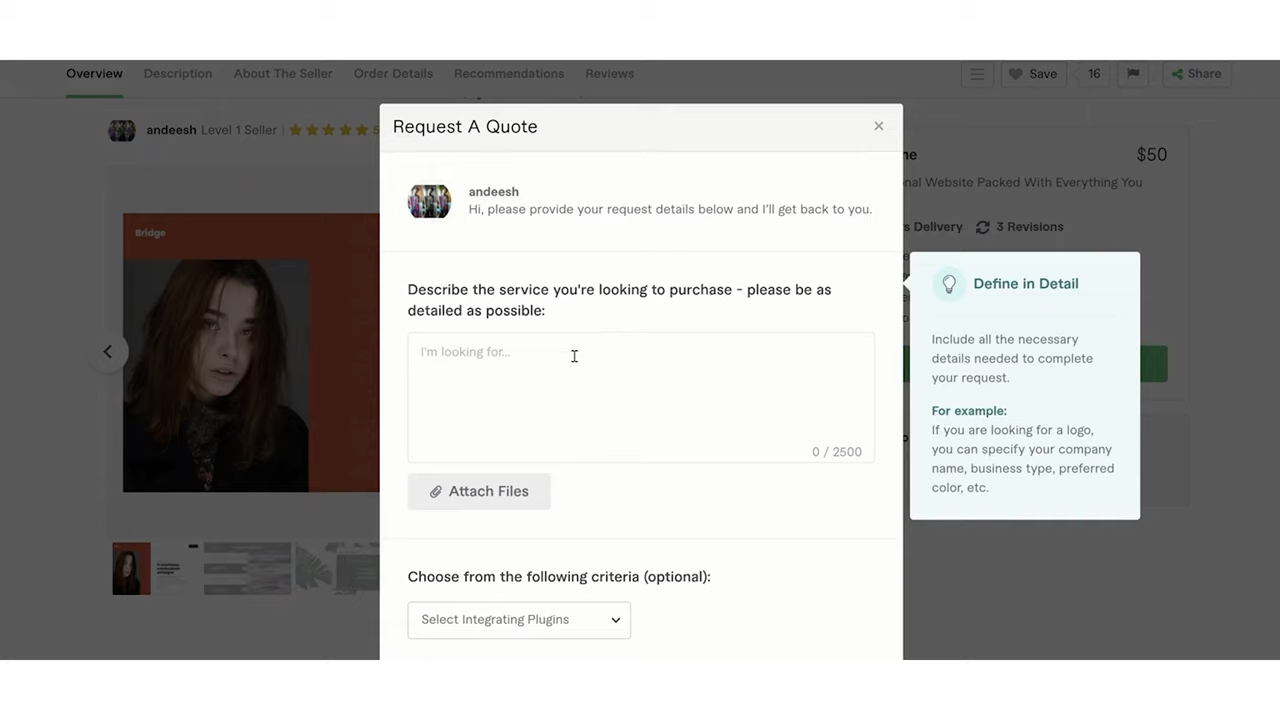 Overview Description About The Seller Order Details Recommendations Reviews Save 16 Share
andeesh Level 1 Seller
Request A Quote
$50
Website Packed With Everything You
Delivery 3 Revisions
Bridge
andeesh
Hi, please provide your request details below and I'll get back to you.
Describe the service you're looking to purchase - please be as
detailed as possible:
I'm looking for...
0 / 2500
Attach Files
Define in Detail
Include all the necessary
details needed to complete
your request.
For example:
If you are looking for a logo,
you can specify your company
name, business type, preferred
color, etc.
Choose from the following criteria (optional):
Select Integrating Plugins